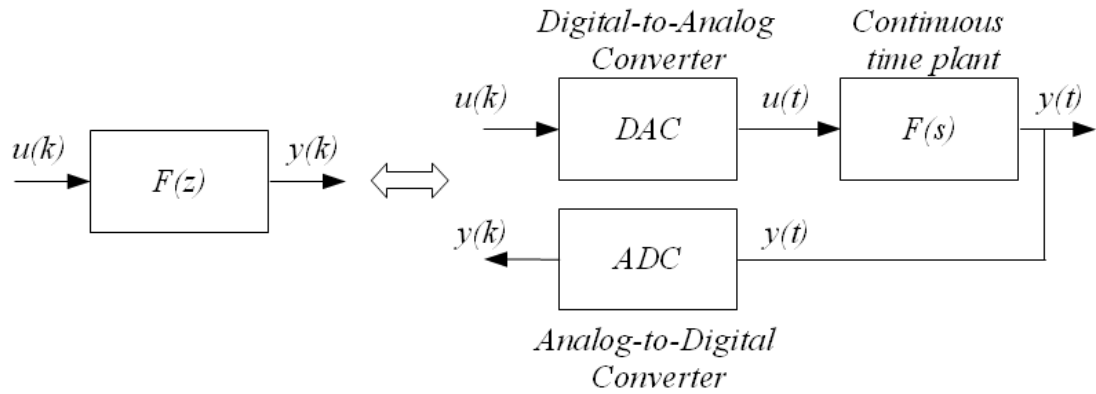 Digital-to-Analog
Converter
Continuous
time plant
u(k)
F(z)
y(k)
u(k)
DAC
u(t)
F(s)
y(t)
y(k)
ADC
y(t)
Analog-to-Digital
Converter